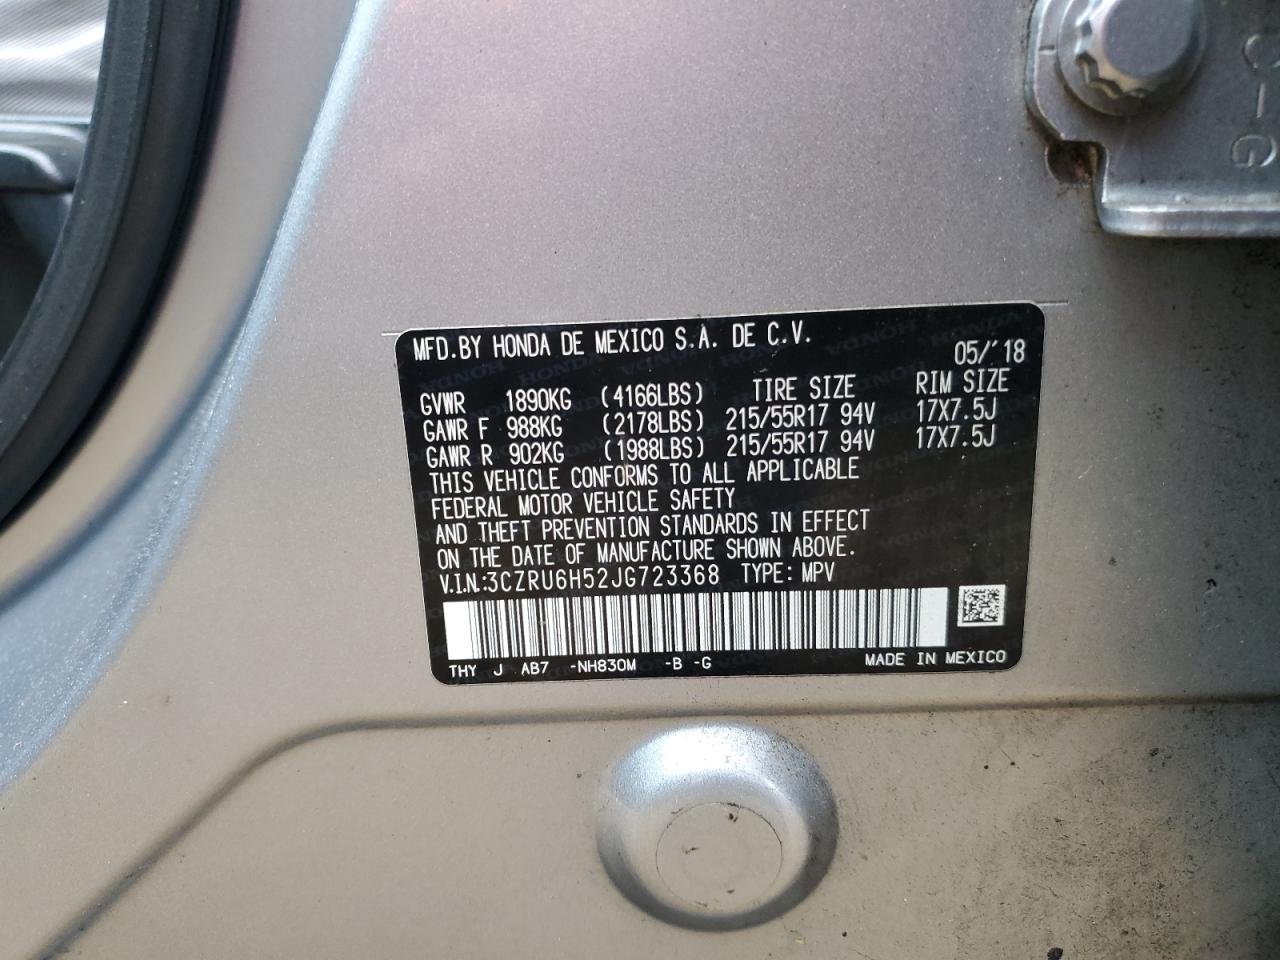 MFD.BY HONDA DE MEXICO S.A. DE C.V.
05/'18
GVWR 1890KG (4166LBS) TIRE SIZE RIM SIZE
GAWR F 988KG (2178LBS) 215/55R17 94V 17X7.5J
GAWR R 902KG (1988LBS) 215/55R17 94V 17X7.5J
THIS VEHICLE CONFORMS TO ALL APPLICABLE
FEDERAL MOTOR VEHICLE SAFETY
AND THEFT PREVENTION STANDARDS IN EFFECT
ON THE DATE OF MANUFACTURE SHOWN ABOVE.
V.I.N.:3CZRU6H52JG723368 TYPE: MPV
THY J AB7 -NH830M -B -G MADE IN MEXICO